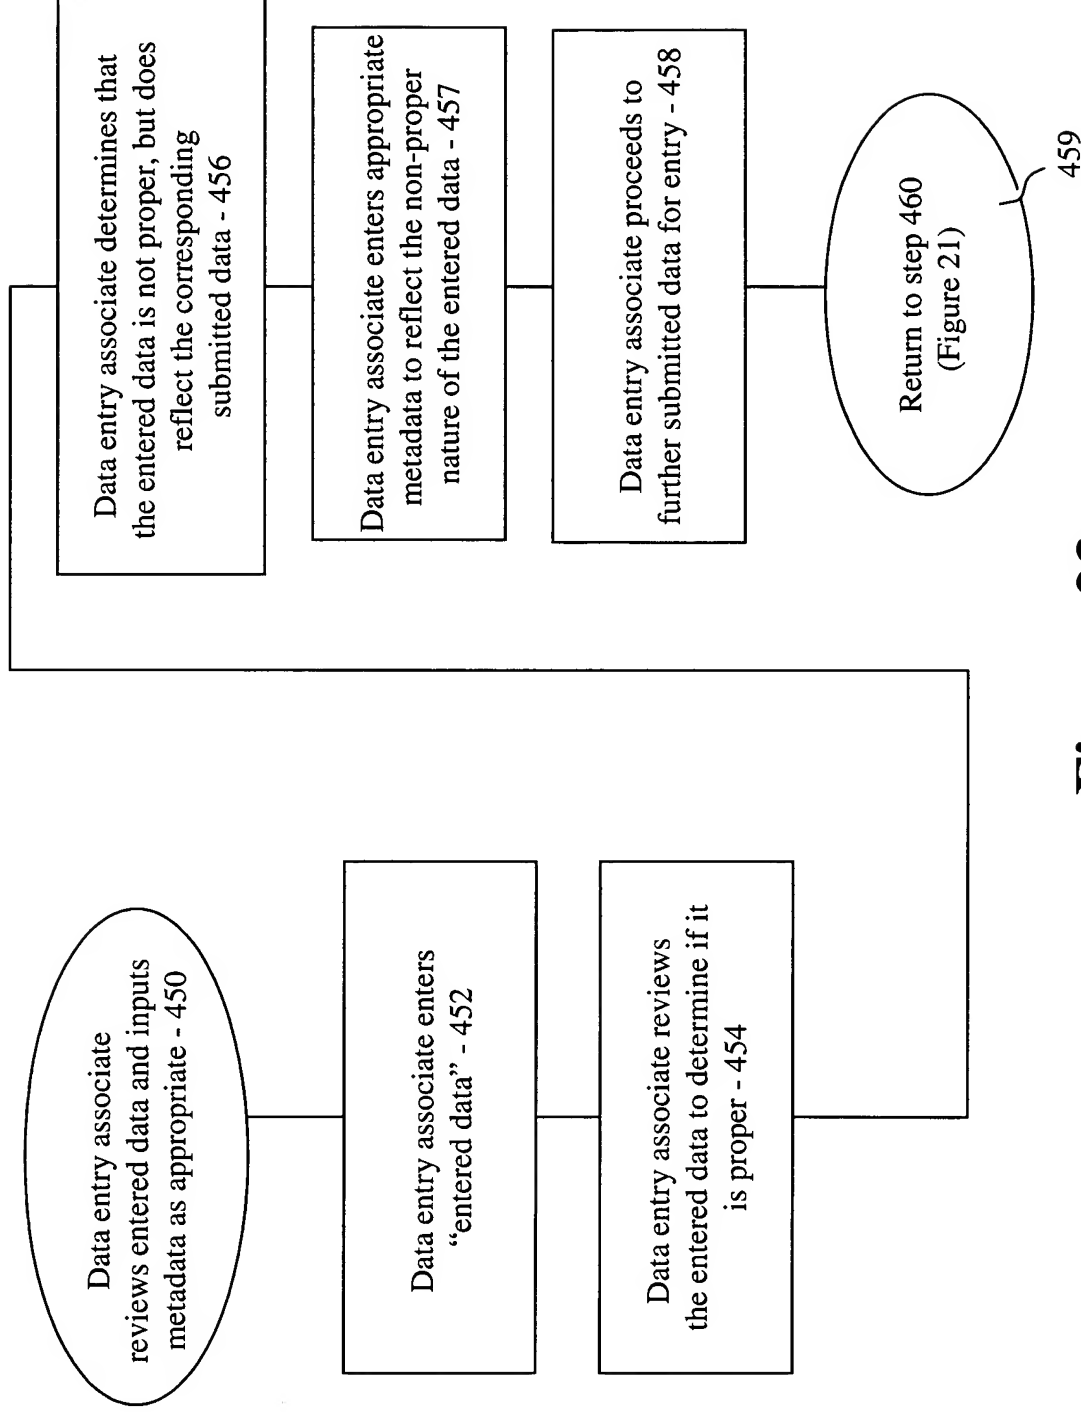 Data entry associate
reviews entered data and inputs
metadata as appropriate - 450
Data entry associate enters
“entered data” - 452
Data entry associate reviews
the entered data to determine if it
is proper - 454
Data entry associate determines that
the entered data is not proper, but does
reflect the corresponding
submitted data - 456
Data entry associate enters appropriate
metadata to reflect the non-proper
nature of the entered data - 457
Data entry associate proceeds to
further submitted data for entry - 458
Return to step 460
(Figure 21)
459